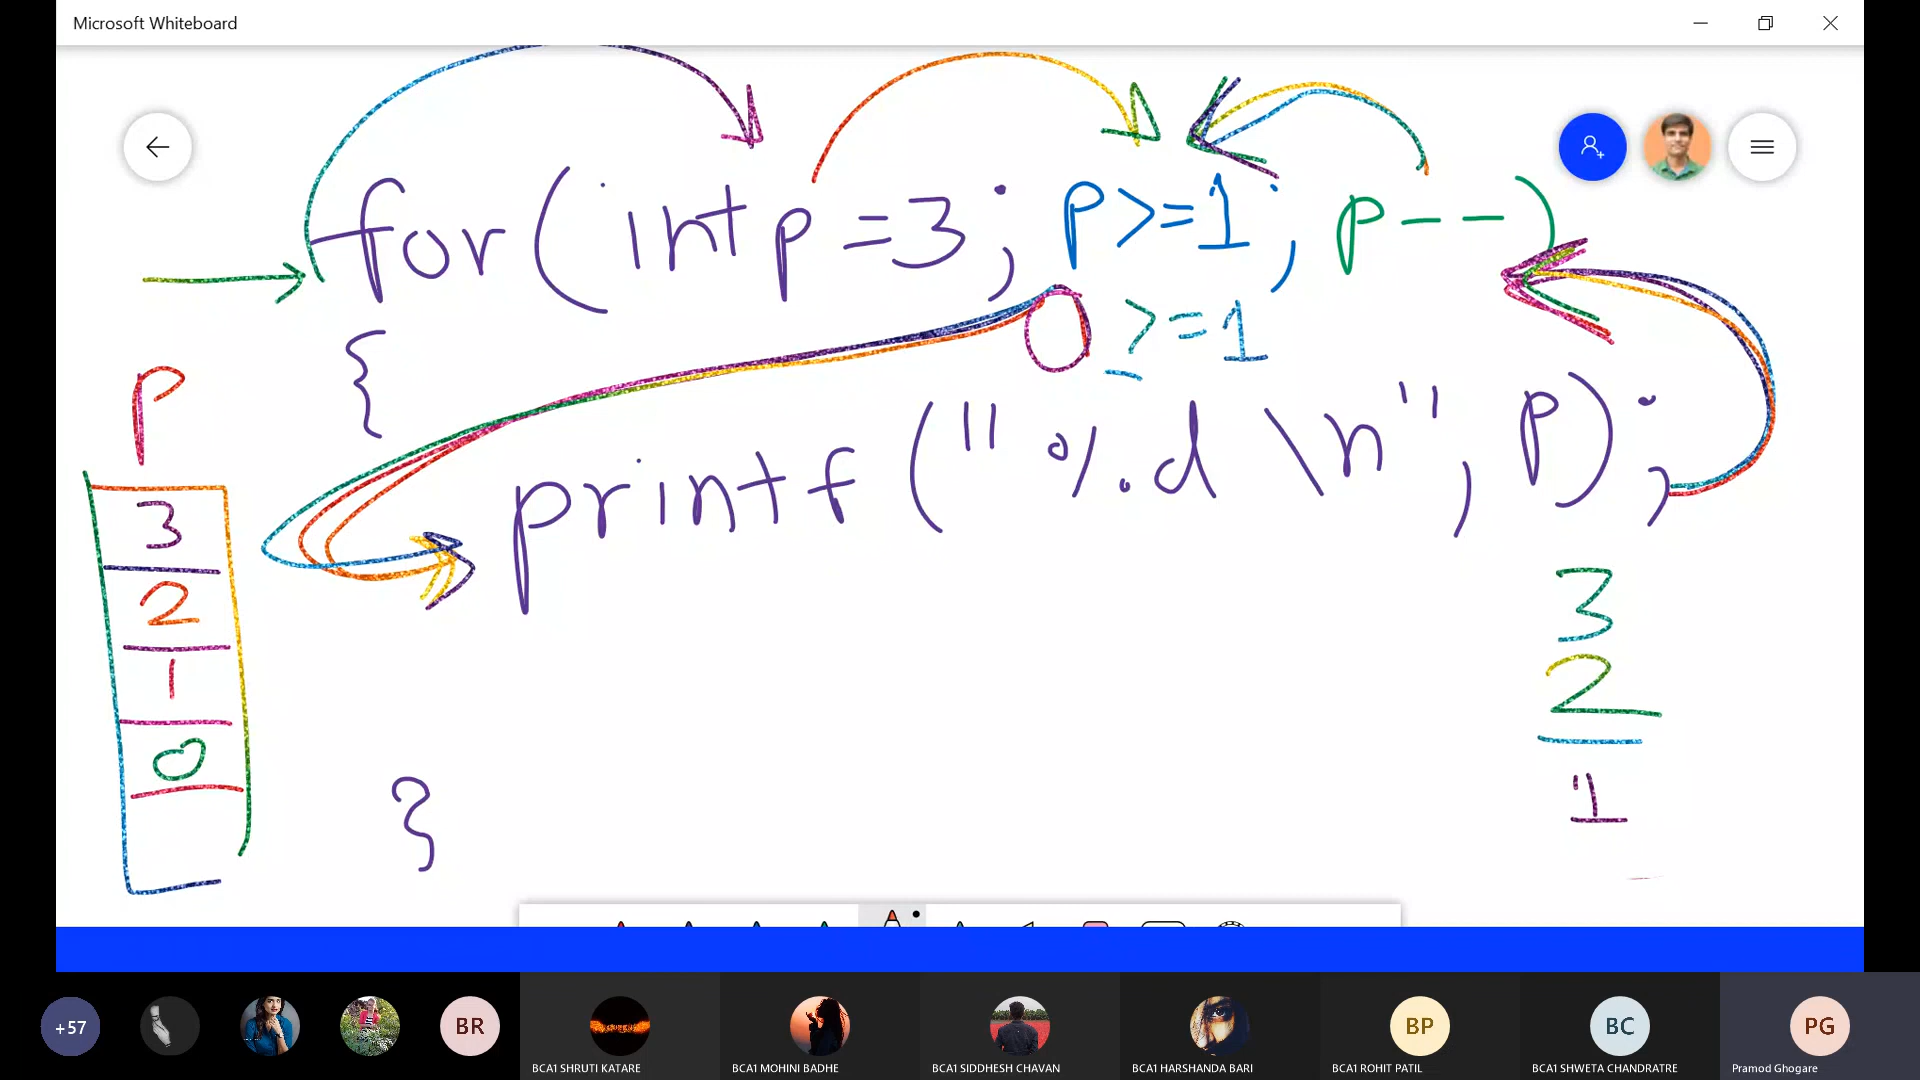 Microsoft Whiteboard
for(int p=3; p>=1; p--)
0 >=1
{
p
printf("%d \n", p);
3
2
1
0
3
2
1
}
+57
BR
BP
BC
PG
BCA1 SHRUTI KATARE
BCA1 MOHINI BADHE
BCA1 SIDDHESH CHAVAN
BCA1 HARSHANDA BARI
BCA1 ROHIT PATIL
BCA1 SHWETA CHANDRATRE
Pramod Ghogare